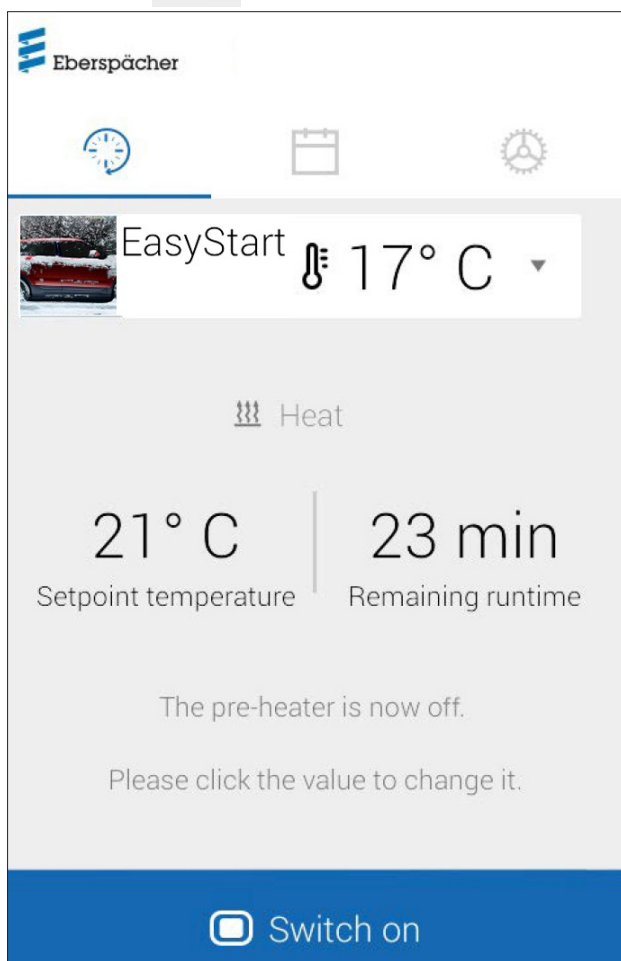 Eberspächer
EasyStart 17° C
Heat
21° C 23 min
Setpoint temperature Remaining runtime
The pre-heater is now off.
Please click the value to change it.
Switch on